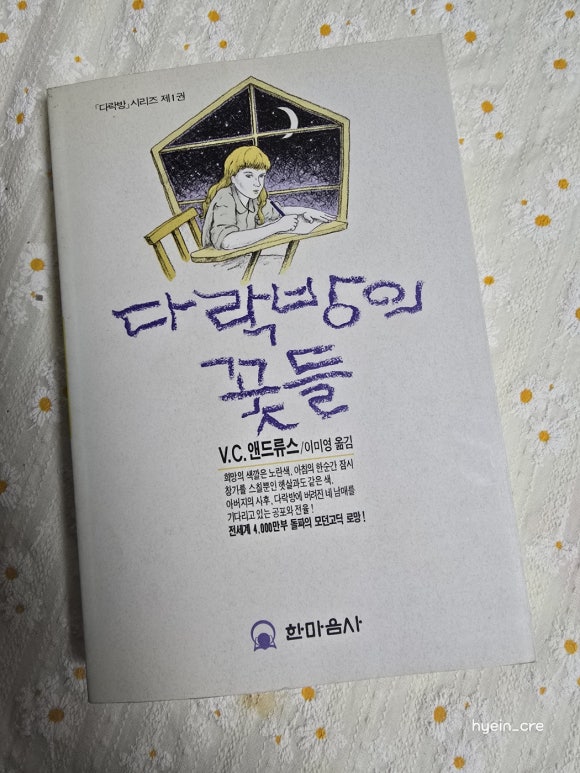 「다락방」시리즈 제1권
다락방의
꽃들
V.C. 앤드류스/이미영 옮김
희망의 색깔은 노란색. 아침의 한순간 잠시
창가를 스칠뿐인 햇살과도 같은 색.
아버지의 사후, 다락방에 버려진 네 남매를
기다리고 있는 공포와 전율!
전세계 4,000만부 돌파의 모던고딕 로망!
한마음사
hyein_cre